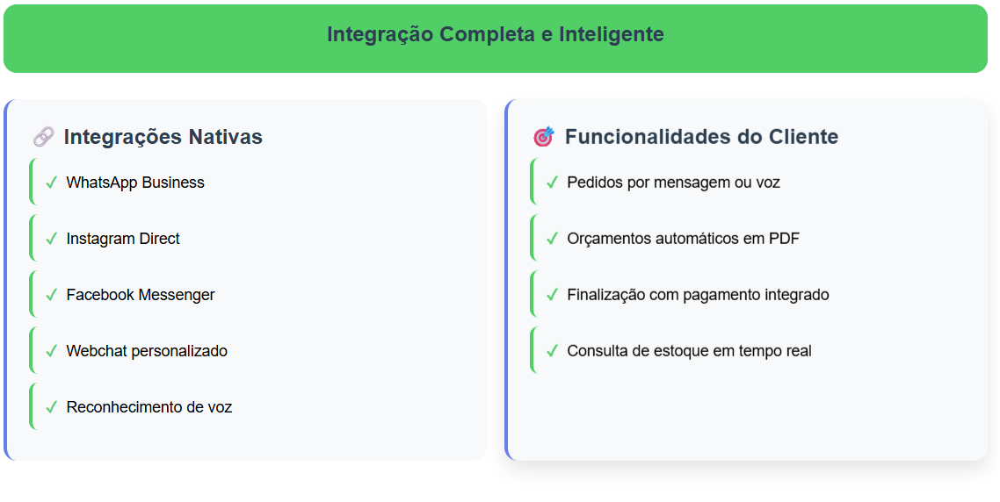 Integração Completa e Inteligente
Integrações Nativas
✓ WhatsApp Business
✓ Instagram Direct
✓ Facebook Messenger
✓ Webchat personalizado
✓ Reconhecimento de voz
Funcionalidades do Cliente
✓ Pedidos por mensagem ou voz
✓ Orçamentos automáticos em PDF
✓ Finalização com pagamento integrado
✓ Consulta de estoque em tempo real